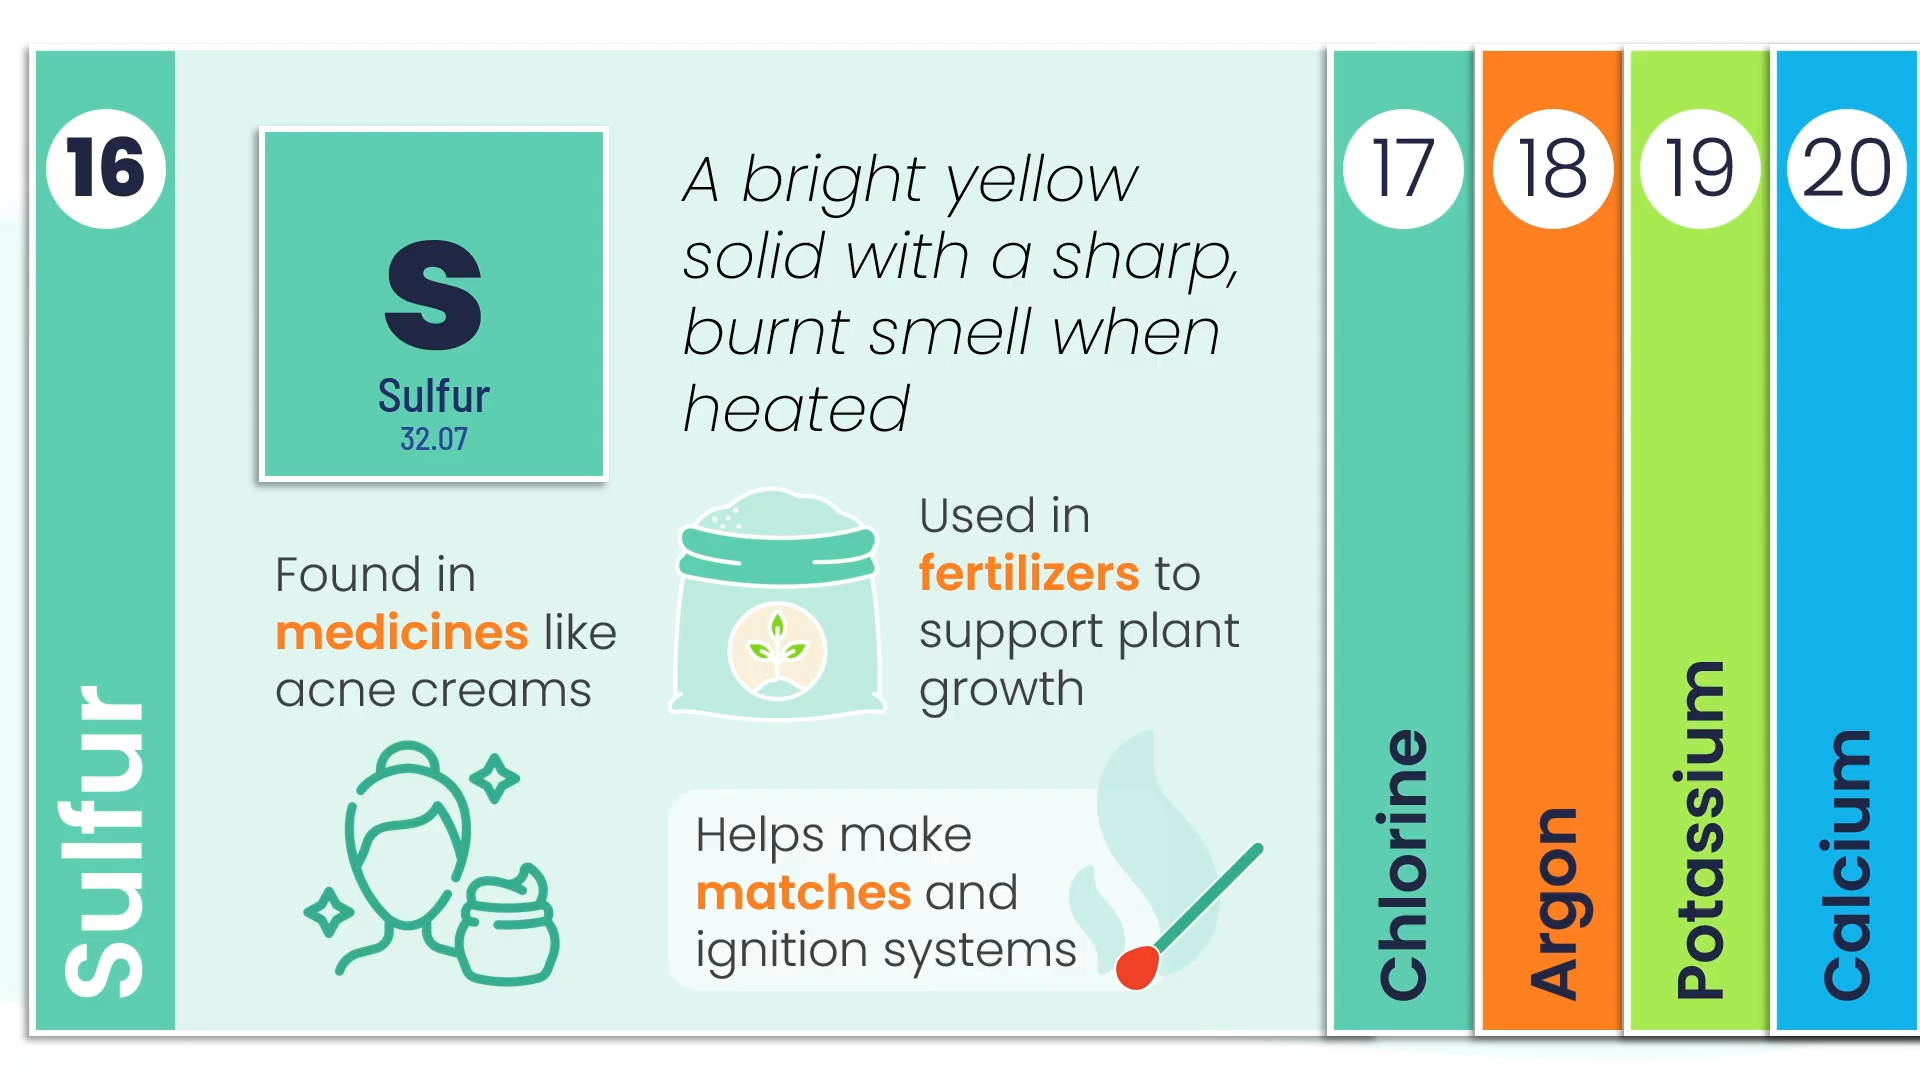 16
Sulfur
S
Sulfur
32.07
A bright yellow
solid with a sharp,
burnt smell when
heated
Found in
medicines like
acne creams
Used in
fertilizers to
support plant
growth
Helps make
matches and
ignition systems
17
Chlorine
18
Argon
19
Potassium
20
Calcium